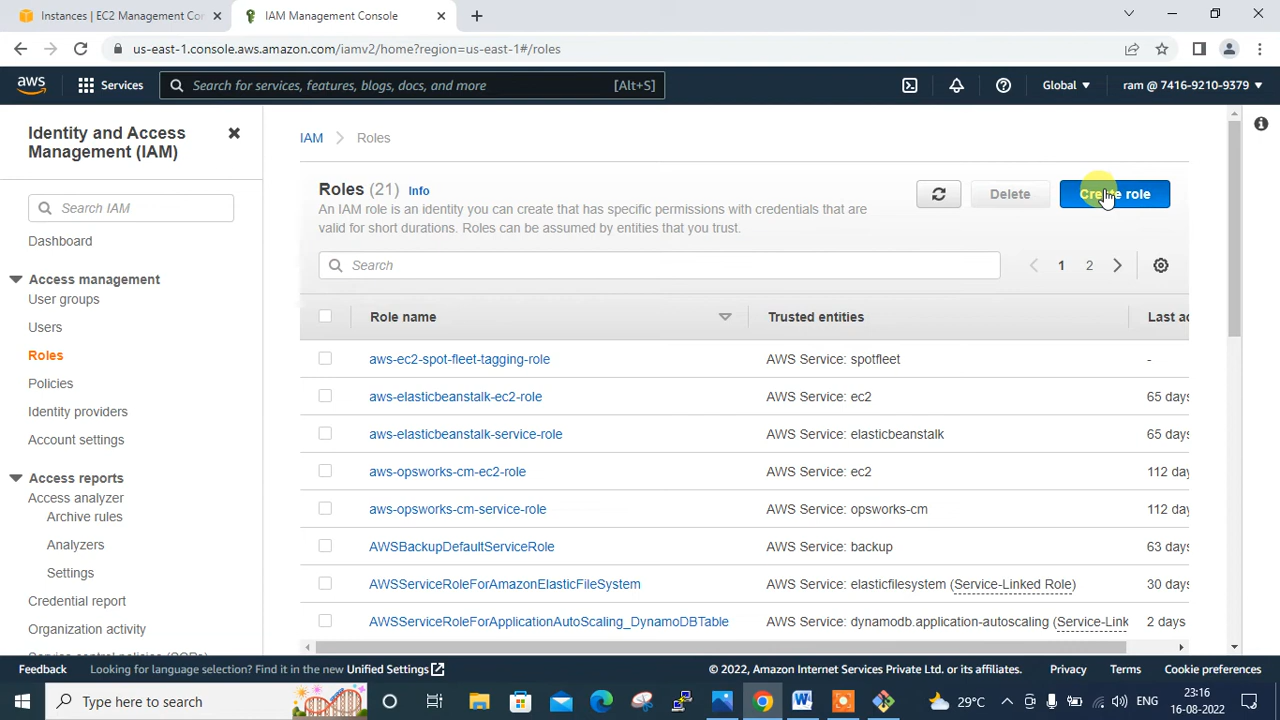 Instances | EC2 Management Con
IAM Management Console
us-east-1.console.aws.amazon.com/iamv2/home?region=us-east-1#/roles
aws
Services
Search for services, features, blogs, docs, and more
[Alt+S]
Global
ram @ 7416-9210-9379
Identity and Access
Management (IAM)
Search IAM
Dashboard
Access management
User groups
Users
Roles
Policies
Identity providers
Account settings
Access reports
Access analyzer
Archive rules
Analyzers
Settings
Credential report
Organization activity
Service control policies (SCPs)
IAM
Roles
Roles (21) Info
An IAM role is an identity you can create that has specific permissions with credentials that are
valid for short durations. Roles can be assumed by entities that you trust.
Delete
Create role
Search
1 2
Role name Trusted entities Last ac
aws-ec2-spot-fleet-tagging-role AWS Service: spotfleet -
aws-elasticbeanstalk-ec2-role AWS Service: ec2 65 days
aws-elasticbeanstalk-service-role AWS Service: elasticbeanstalk 65 days
aws-opsworks-cm-ec2-role AWS Service: ec2 112 day
aws-opsworks-cm-service-role AWS Service: opsworks-cm 112 day
AWSBackupDefaultServiceRole AWS Service: backup 63 days
AWSServiceRoleForAmazonElasticFileSystem AWS Service: elasticfilesystem (Service-Linked Role) 30 days
AWSServiceRoleForApplicationAutoScaling_DynamoDBTable AWS Service: dynamodb.application-autoscaling (Service-Link 2 days
Feedback
Looking for language selection? Find it in the new Unified Settings
© 2022, Amazon Internet Services Private Ltd. or its affiliates.
Privacy
Terms
Cookie preferences
Type here to search
29°C
ENG
23:16
16-08-2022